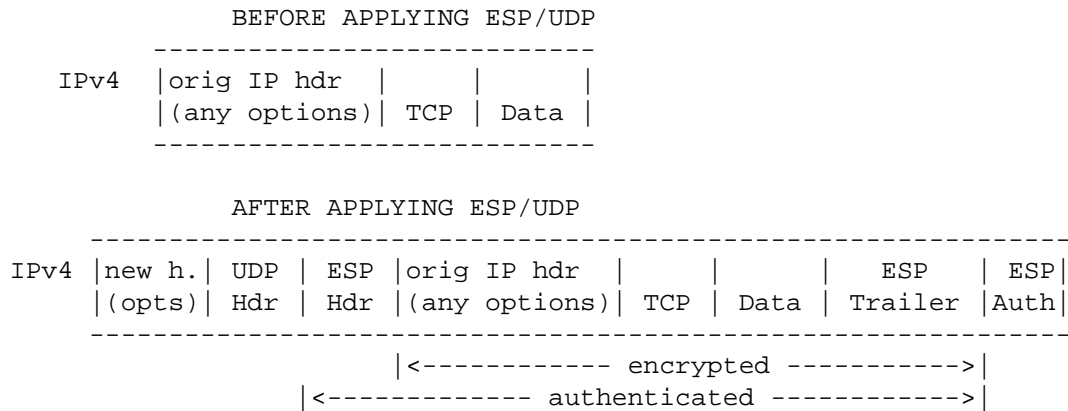 BEFORE APPLYING ESP/UDP
----------------------------
IPv4  |orig IP hdr  |     |      |
|(any options)| TCP | Data |
----------------------------
AFTER APPLYING ESP/UDP
--------------------------------------------------------------
IPv4 |new h.| UDP | ESP |orig IP hdr  |     |      |   ESP   | ESP|
|(opts)| Hdr | Hdr |(any options)| TCP | Data | Trailer |Auth|
--------------------------------------------------------------
|<------------ encrypted ----------->|
|<------------- authenticated ------------>|